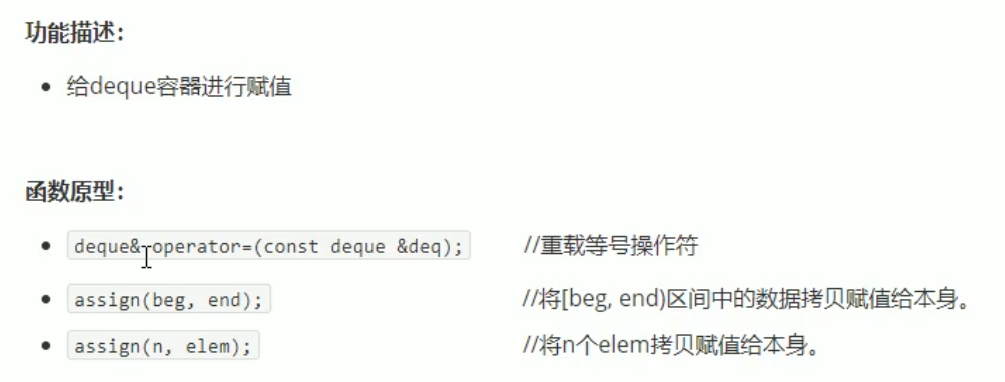 功能描述：
给deque容器进行赋值
函数原型：
deque& operator=(const deque &deq); //重载等号操作符
assign(beg, end); //将[beg, end)区间中的数据拷贝赋值给本身。
assign(n, elem); //将n个elem拷贝赋值给本身。